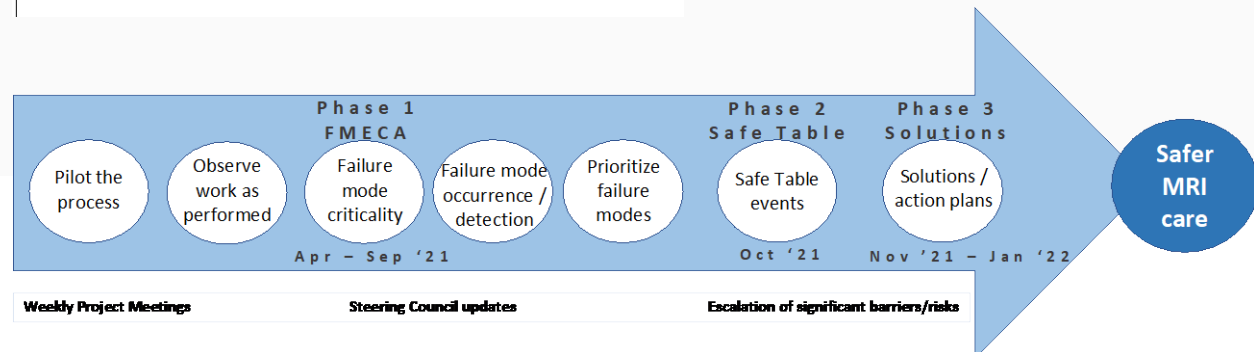 Phase 1
FMECA
Phase 2
Safe Table
Phase 3
Solutions
Pilot the
process
Observe
work as
performed
Failure
mode
criticality
Failure mode
occurrence /
detection
Prioritize
failure
modes
Safe Table
events
Solutions /
action plans
Safer
MRI
care
Apr – Sep ‘21
Oct ‘21
Nov ’21 – Jan ‘22
Weekly Project Meetings
Steering Council updates
Escalation of significant barriers/risks